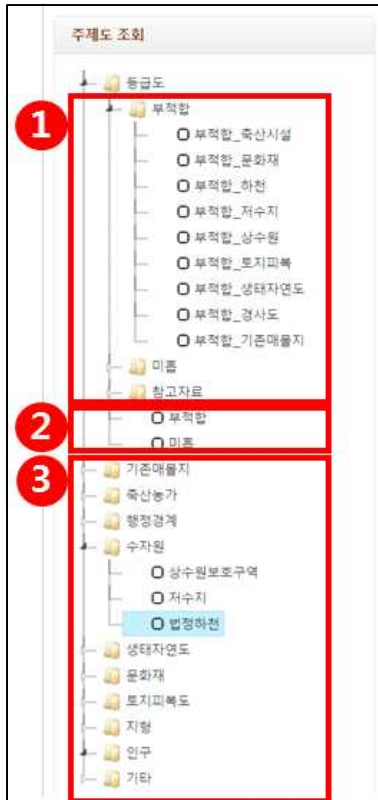 주제도 조회
등급도
1
부적합
부적합_축산시설
부적합_문화재
부적합_하천
부적합_저수지
부적합_상수원
부적합_토지피복
부적합_생태자연도
부적합_경사도
부적합_기존매몰지
미흡
참고자료
2
부적합
미흡
3
기존매몰지
축산농가
행정경계
수자원
상수원보호구역
저수지
법정하천
생태자연도
문화재
토지피복도
지형
인구
기타